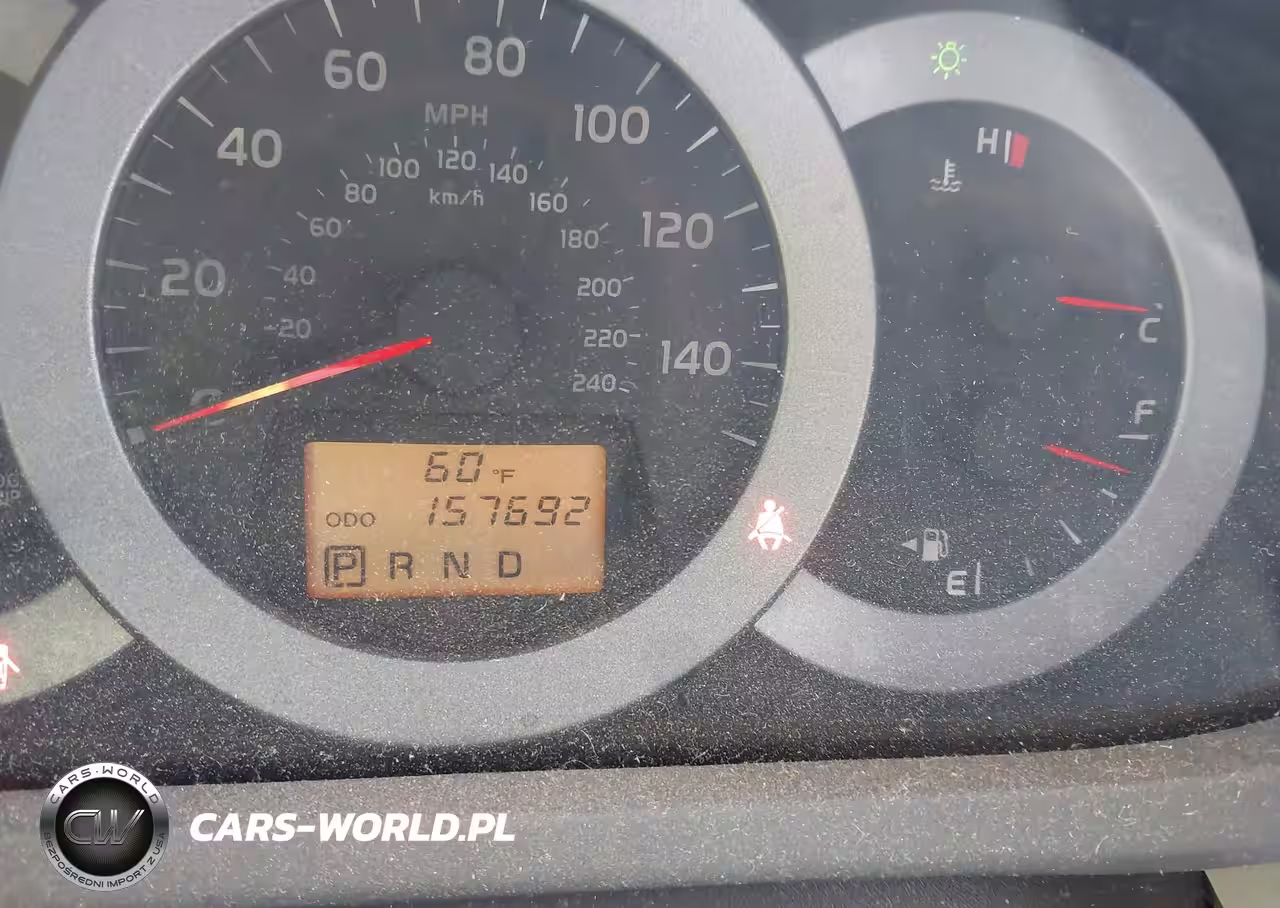 60
80
MPH
40
100
100
120
140
80
km/h
160
60
120
180
20
40
200
20
220
140
240
H
C
F
E
60 °F
ODO 157692
P R N D
CARS-WORLD
CW
BEZPOŚREDNI IMPORT Z USA
CARS-WORLD.PL